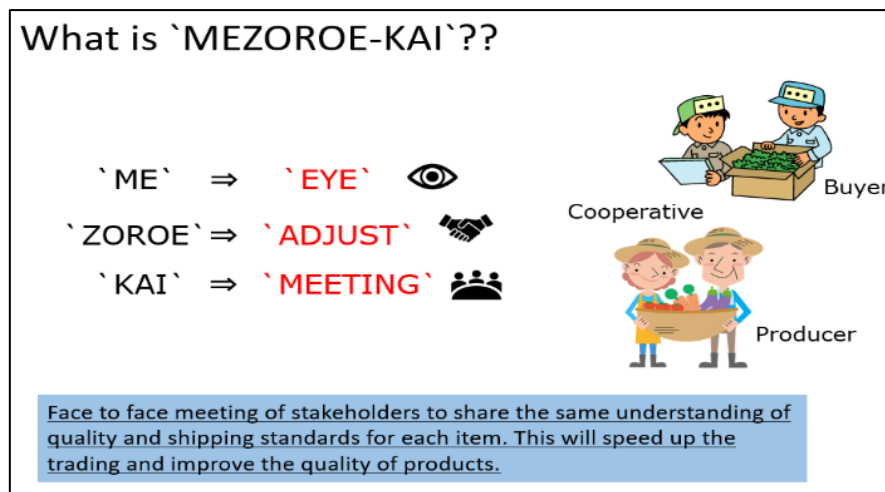 What is `MEZOROE-KAI`??
`ME` ⇒ `EYE`
`ZOROE` ⇒ `ADJUST`
`KAI` ⇒ `MEETING`
Buyer
Cooperative
Producer
Face to face meeting of stakeholders to share the same understanding of
quality and shipping standards for each item. This will speed up the
trading and improve the quality of products.